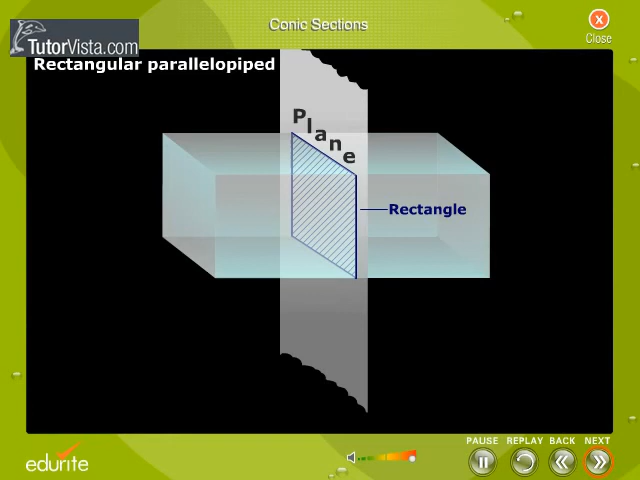 Conic Sections
X
Close
TutorVista.com
Rectangular parallelopiped
Plane
Rectangle
PAUSE REPLAY BACK NEXT
edurite